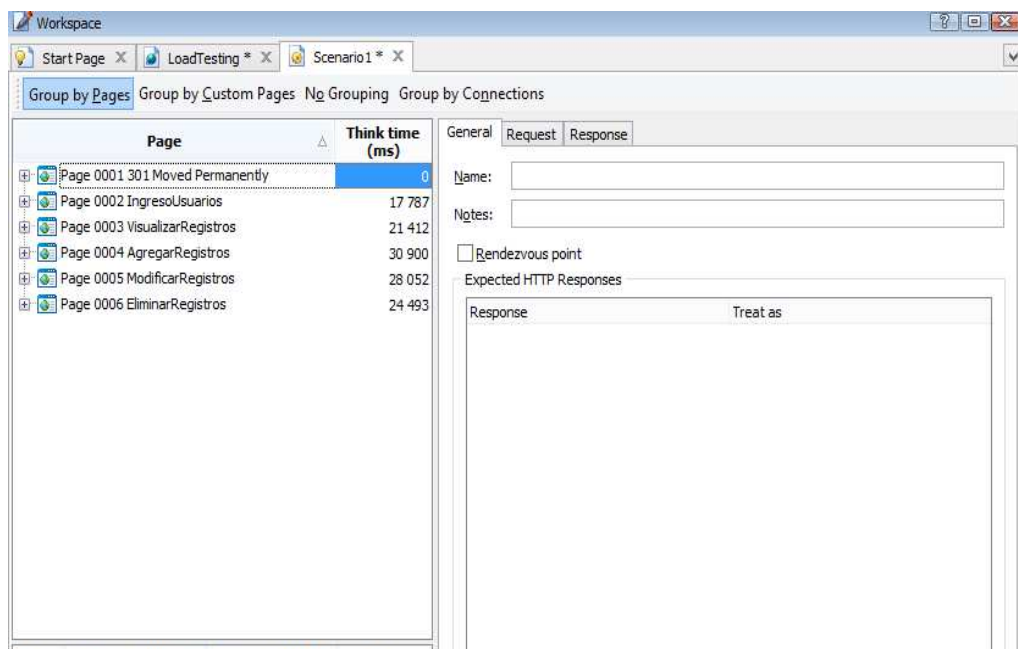 Workspace
Start Page X LoadTesting * X Scenario1 * X
Group by Pages Group by Custom Pages No Grouping Group by Connections
Page Think time (ms)
Page 0001 301 Moved Permanently 0
Page 0002 IngresoUsuarios 17 787
Page 0003 VisualizarRegistros 21 412
Page 0004 AgregarRegistros 30 900
Page 0005 ModificarRegistros 28 052
Page 0006 EliminarRegistros 24 493
General Request Response
Name:
Notes:
Rendezvous point
Expected HTTP Responses
Response Treat as